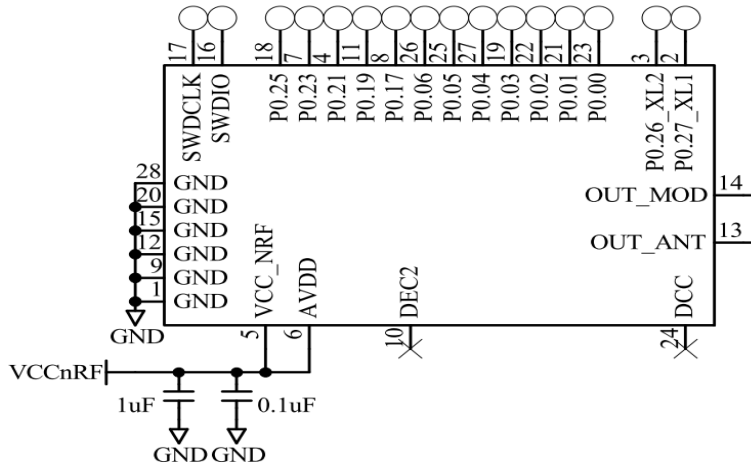 17 16 18 7 4 11 8 26 25 27 19 22 21 23 3 2
SWDCLK SWDIO P0.25 P0.23 P0.21 P0.19 P0.17 P0.06 P0.05 P0.04 P0.03 P0.02 P0.01 P0.00 P0.26_XL2 P0.27_XL1
28 GND
20 GND OUT_MOD 14
15 GND
12 GND OUT_ANT 13
9 GND
1 GND
VCC_NRF AVDD DEC2 DCC
GND 5 6 10 24
VCCnRF
1uF 0.1uF
GND GND